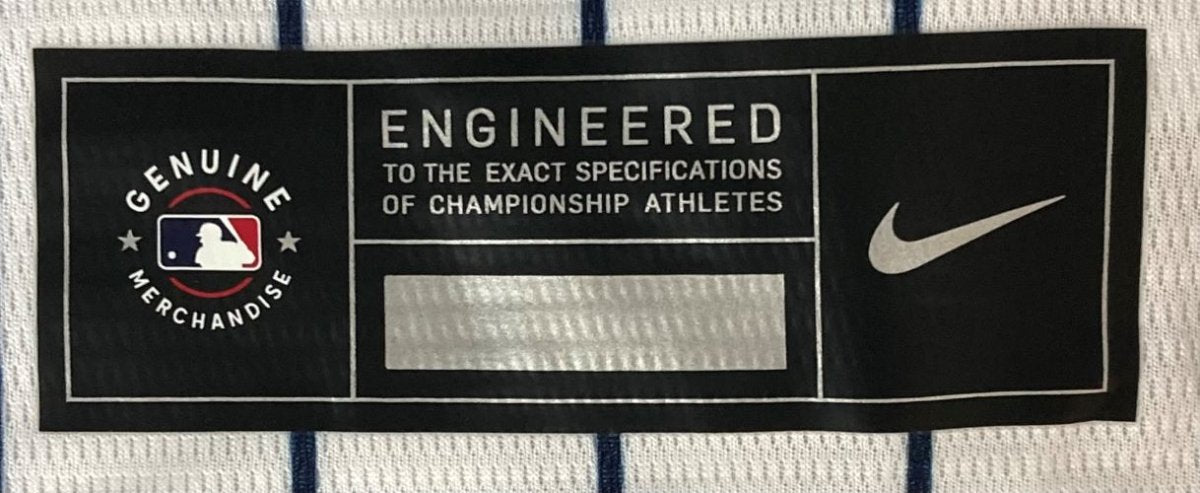 GENUINE
MERCHANDISE
ENGINEERED
TO THE EXACT SPECIFICATIONS
OF CHAMPIONSHIP ATHLETES